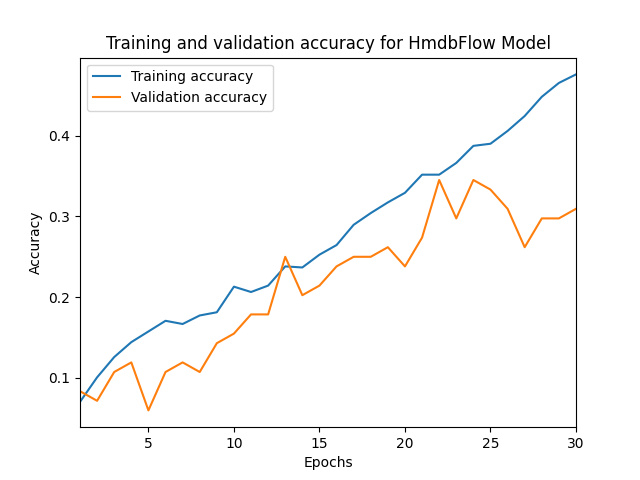 Training and validation accuracy for HmdbFlow Model
Training accuracy
Validation accuracy
0.4
0.3
0.2
0.1
Accuracy
5 10 15 20 25 30
Epochs